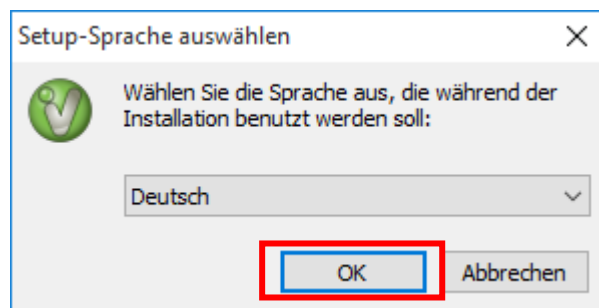 Setup-Sprache auswählen
Wählen Sie die Sprache aus, die während der
Installation benutzt werden soll:
Deutsch
OK Abbrechen